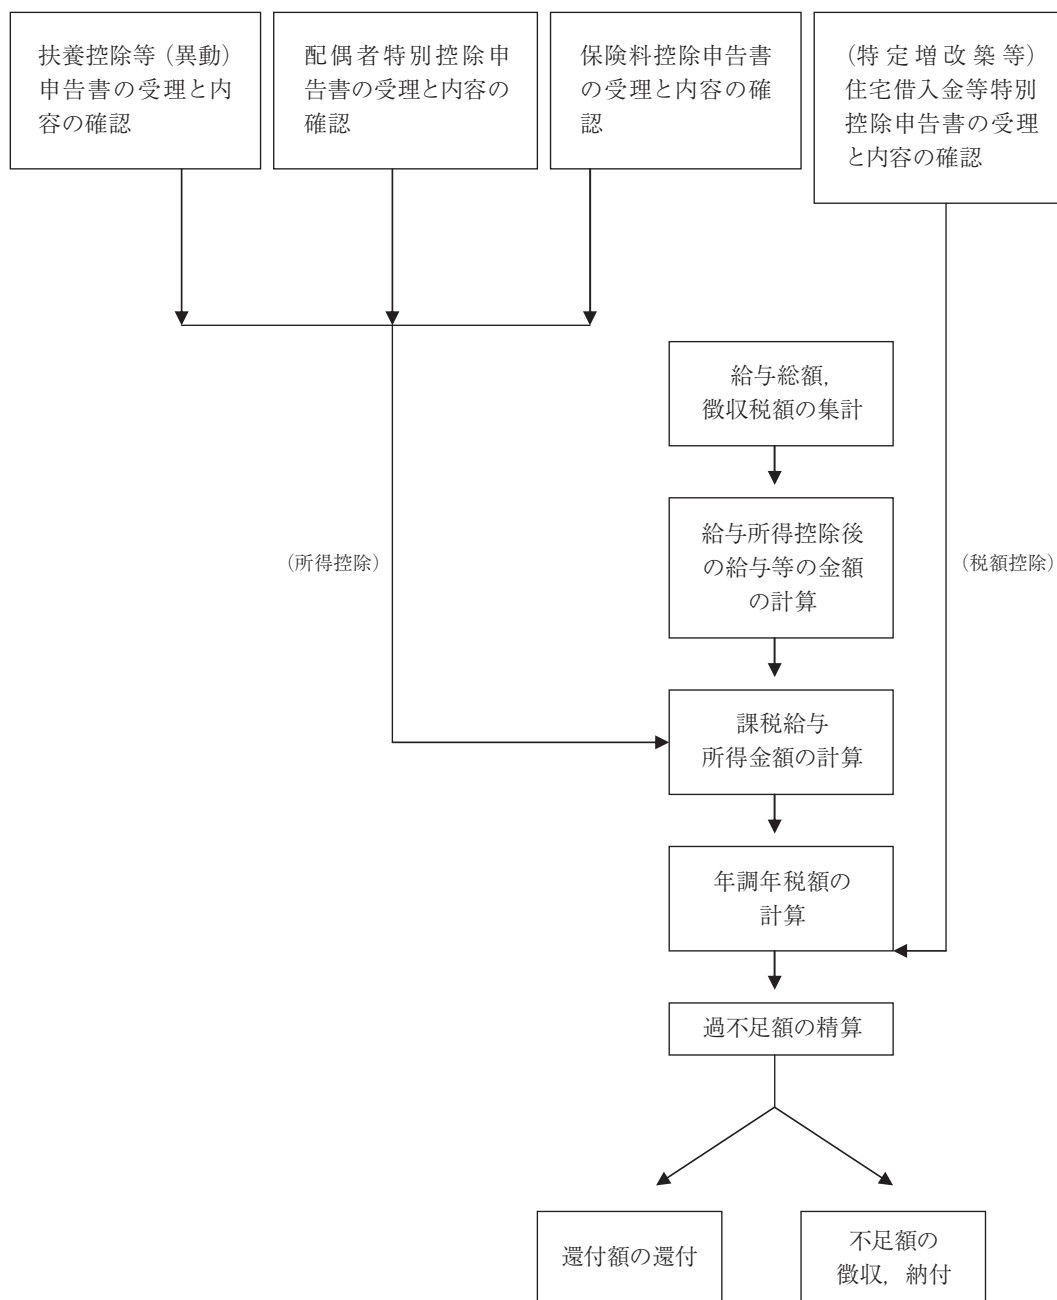 扶養控除等（異動）
申告書の受理と内
容の確認
配偶者特別控除申
告書の受理と内容の
確認
保険料控除申告書
の受理と内容の確
認
（特定増改築等）
住宅借入金等特別
控除申告書の受理
と内容の確認
給与総額，
徴収税額の集計
（所得控除）
給与所得控除後
の給与等の金額
の計算
（税額控除）
課税給与
所得金額の計算
年調年税額の
計算
過不足額の精算
還付額の還付
不足額の
徴収，納付